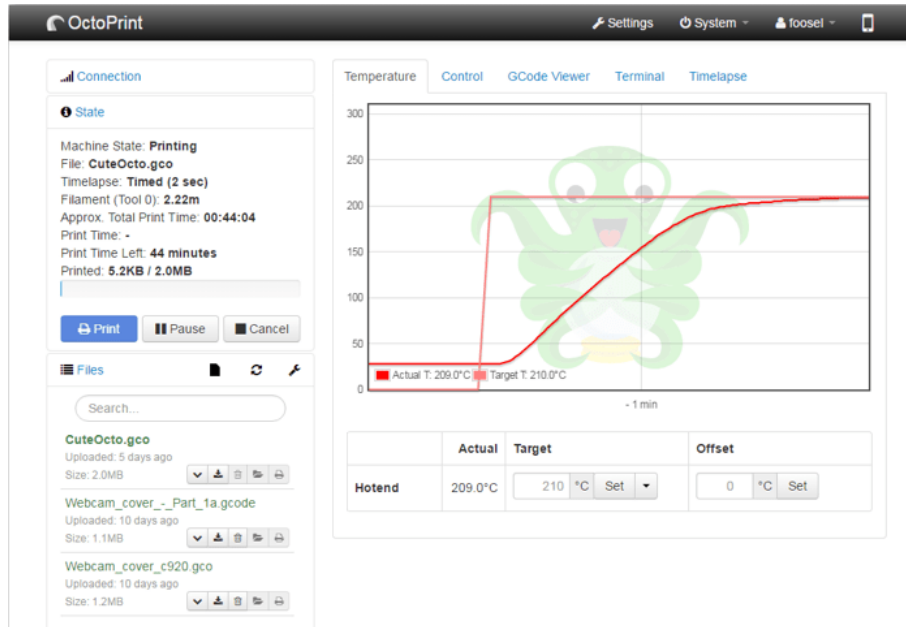 OctoPrint
Settings System foosel
Connection
State
Machine State: Printing
File: CuteOcto.gco
Timelapse: Timed (2 sec)
Filament (Tool 0): 2.22m
Approx. Total Print Time: 00:44:04
Print Time: -
Print Time Left: 44 minutes
Printed: 5.2KB / 2.0MB
Print Pause Cancel
Files
Search...
CuteOcto.gco
Uploaded: 5 days ago
Size: 2.0MB
Webcam_cover_-_Part_1a.gcode
Uploaded: 10 days ago
Size: 1.1MB
Webcam_cover_c920.gco
Uploaded: 10 days ago
Size: 1.2MB
Temperature Control GCode Viewer Terminal Timelapse
300
250
200
150
100
50
0
Actual T: 209.0°C Target T: 210.0°C
- 1 min
Actual Target Offset
Hotend 209.0°C 210 °C Set 0 °C Set